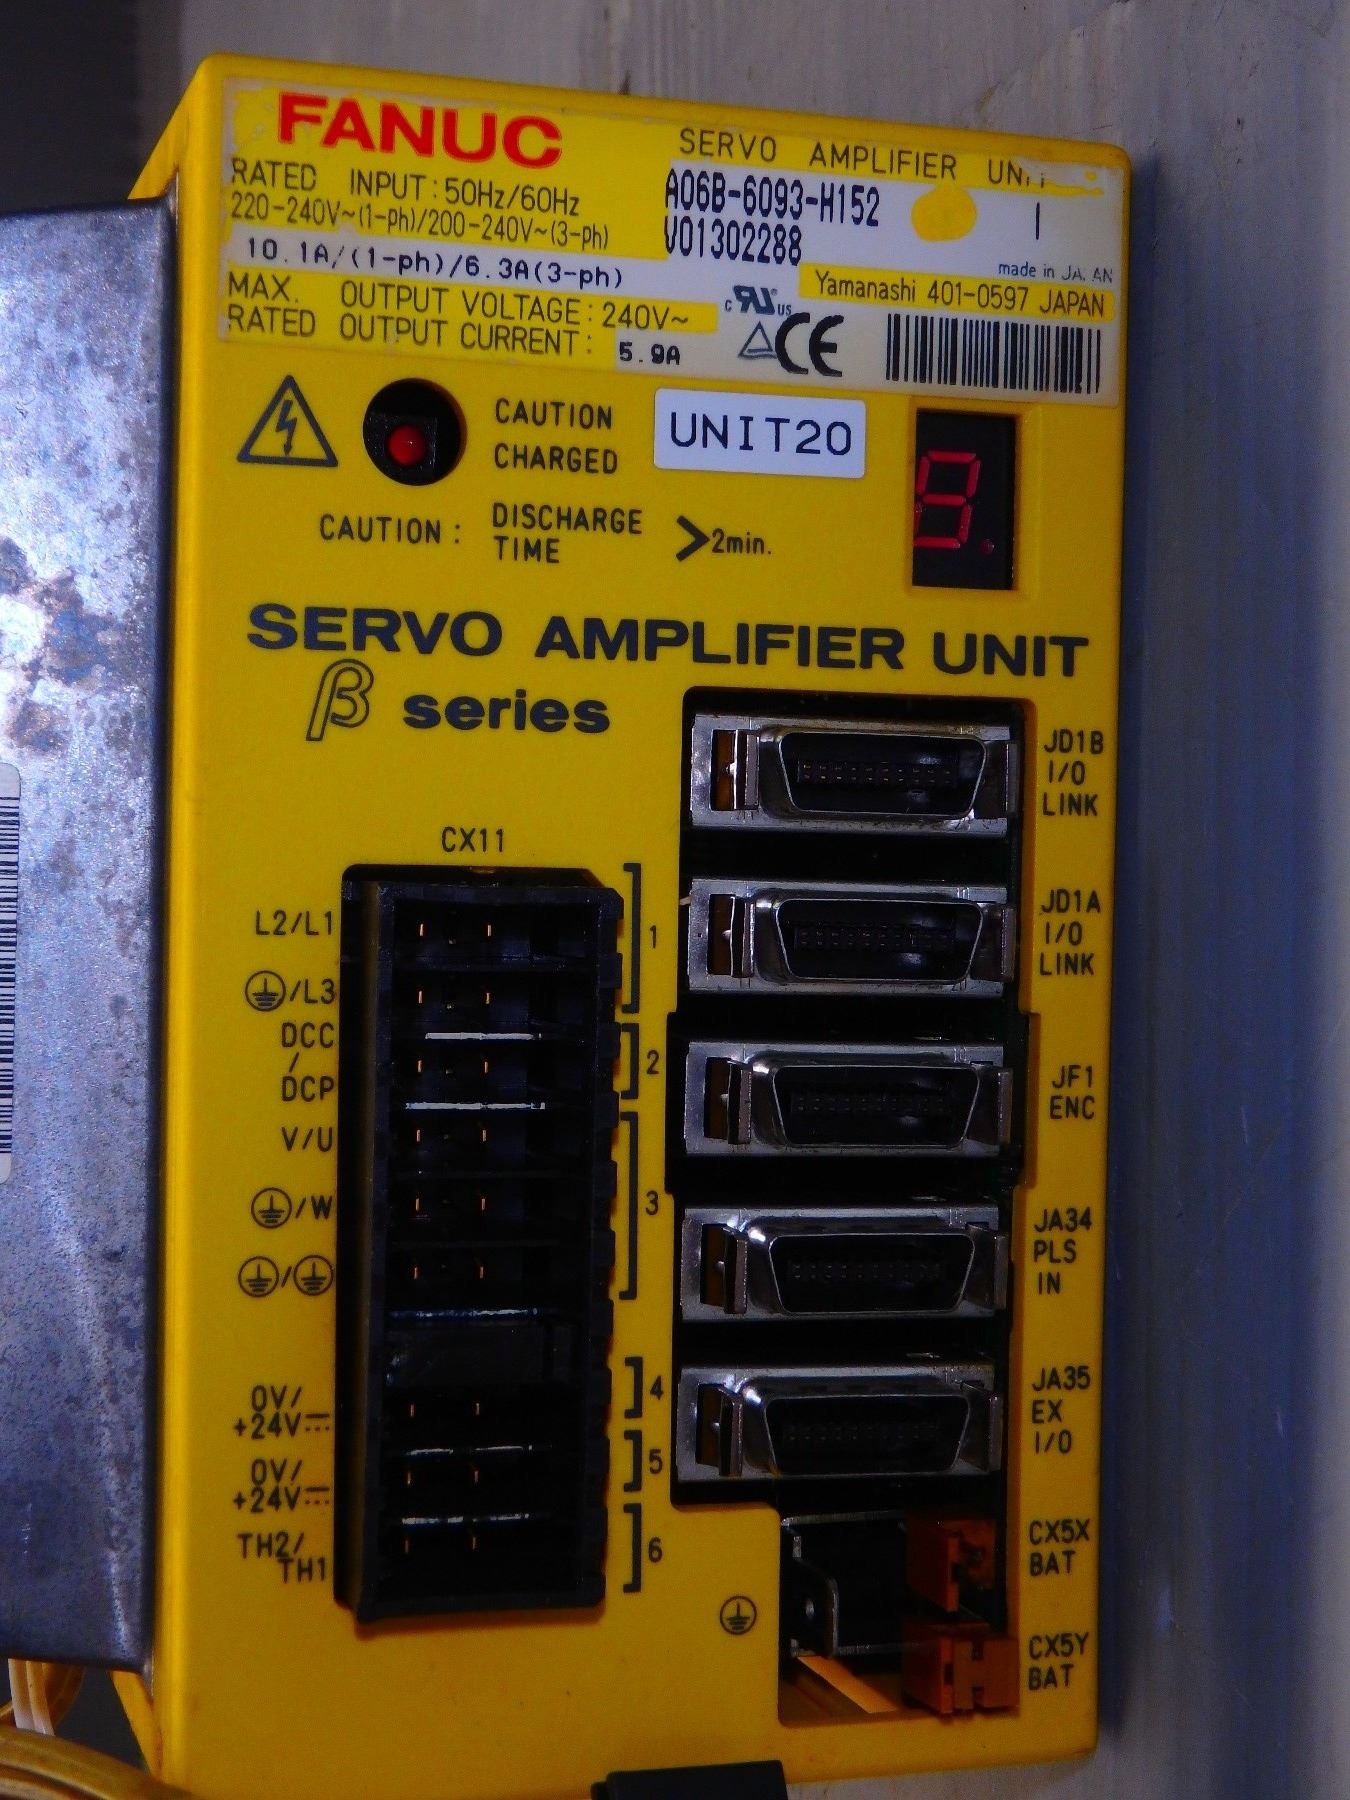 FANUC
SERVO AMPLIFIER
RATED INPUT:50Hz/60Hz
220-240V~(1-Ph)/200-240V~(3-ph)
10.1A/(1-ph)/6.3A(3-ph)
MAX. OUTPUT VOLTAGE:240V~
RATED OUTPUT CURRENT: 5.9A
A06B-6093-H152
V01302288
made in
Yamanashi 401-0597 JAPAN
c RU us
CE
CAUTION
CHARGED
UNIT20
CAUTION: DISCHARGE TIME >2min.
8.
SERVO AMPLIFIER UNIT
β series
CX11
L2/L1
/L3
DCC
/
DCP
V/U
/W
/
0V/
+24V
0V/
+24V
TH2/
TH1
1
2
3
4
5
6
JD1B
I/O
LINK
JD1A
I/O
LINK
JF1
ENC
JA34
PLS
IN
JA35
EX
I/O
CX5X
BAT
CX5Y
BAT